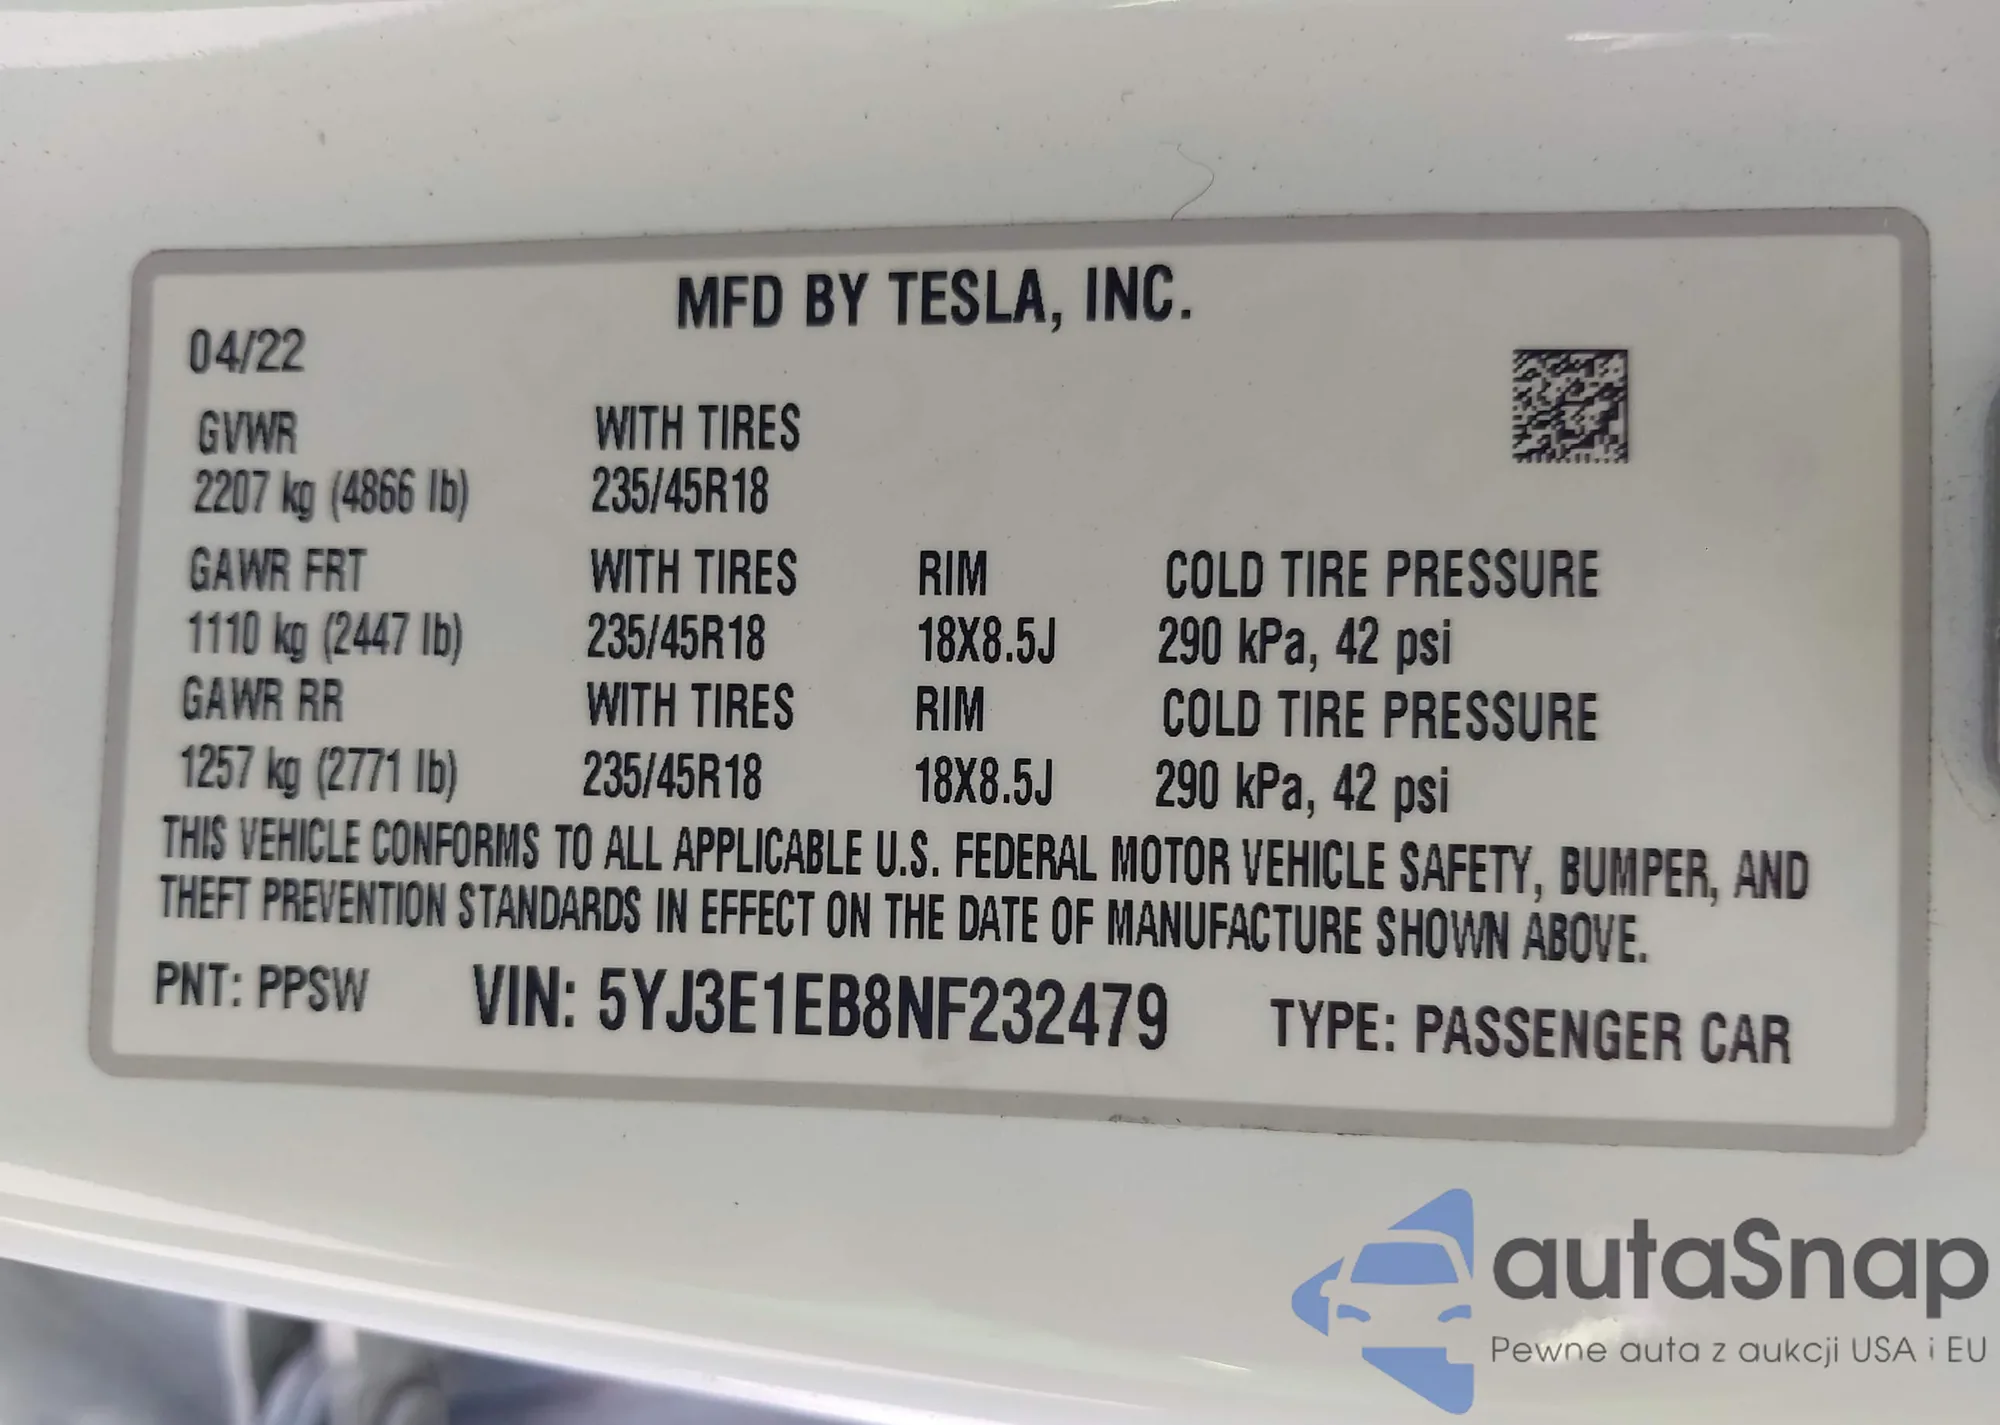 MFD BY TESLA, INC.
04/22
GVWR WITH TIRES
2207 kg (4866 lb) 235/45R18
GAWR FRT WITH TIRES RIM COLD TIRE PRESSURE
1110 kg (2447 lb) 235/45R18 18X8.5J 290 kPa, 42 psi
GAWR RR WITH TIRES RIM COLD TIRE PRESSURE
1257 kg (2771 lb) 235/45R18 18X8.5J 290 kPa, 42 psi
THIS VEHICLE CONFORMS TO ALL APPLICABLE U.S. FEDERAL MOTOR VEHICLE SAFETY, BUMPER, AND
THEFT PREVENTION STANDARDS IN EFFECT ON THE DATE OF MANUFACTURE SHOWN ABOVE.
PNT: PPSW VIN: 5YJ3E1EB8NF232479 TYPE: PASSENGER CAR
autaSnap
Pewne auta z aukcji USA i EU